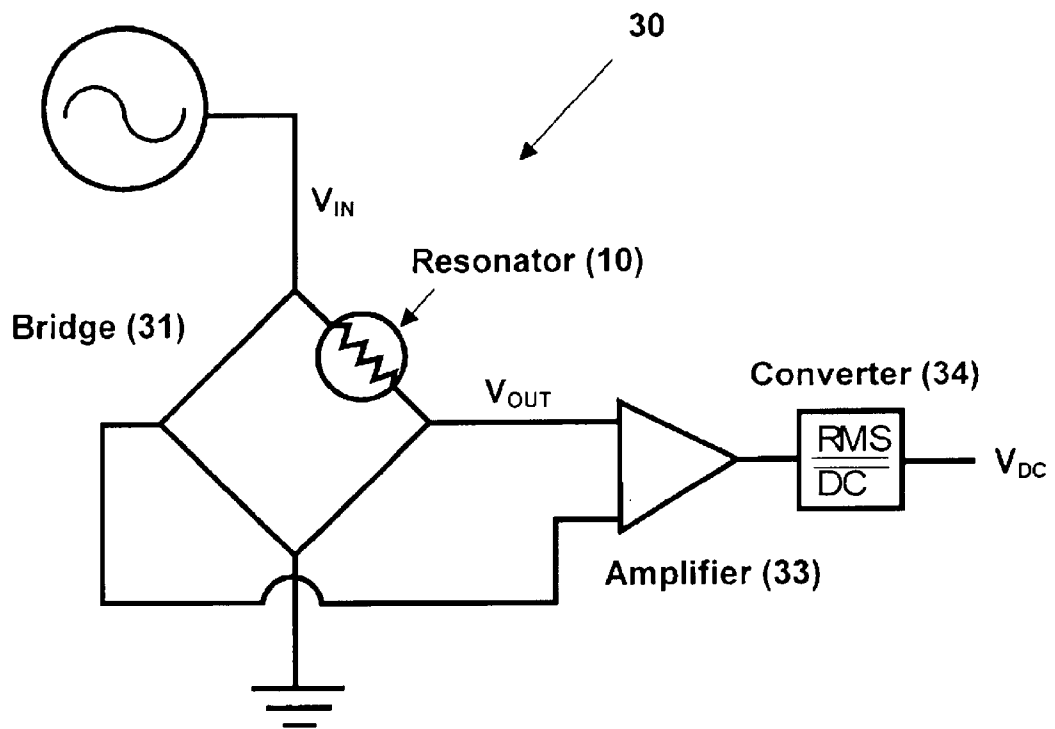 30
V_IN
Resonator (10)
Bridge (31)
V_OUT
Converter (34)
RMS
DC
V_DC
Amplifier (33)